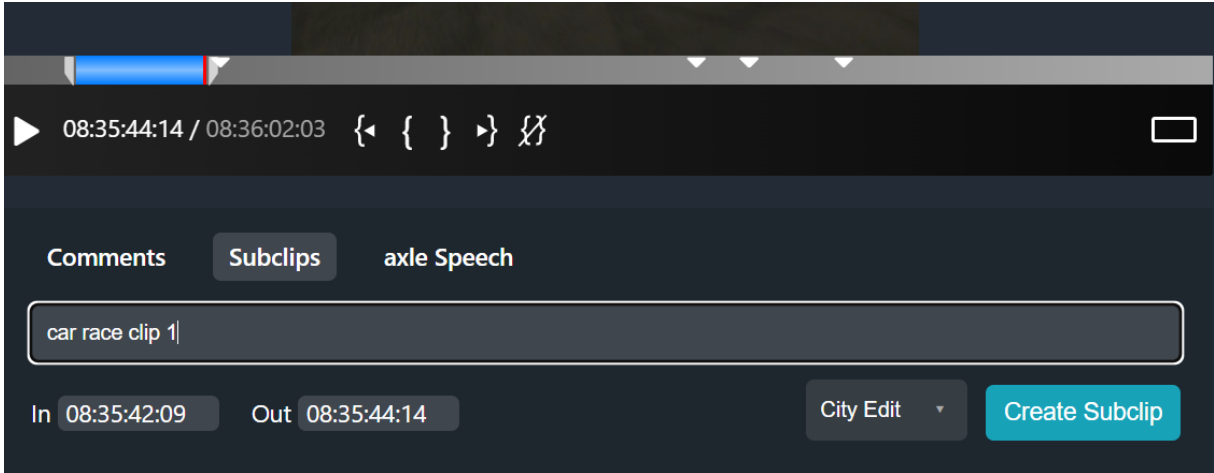 08:35:44:14 / 08:36:02:03
Comments Subclips axle Speech
car race clip 1
In 08:35:42:09 Out 08:35:44:14 City Edit Create Subclip